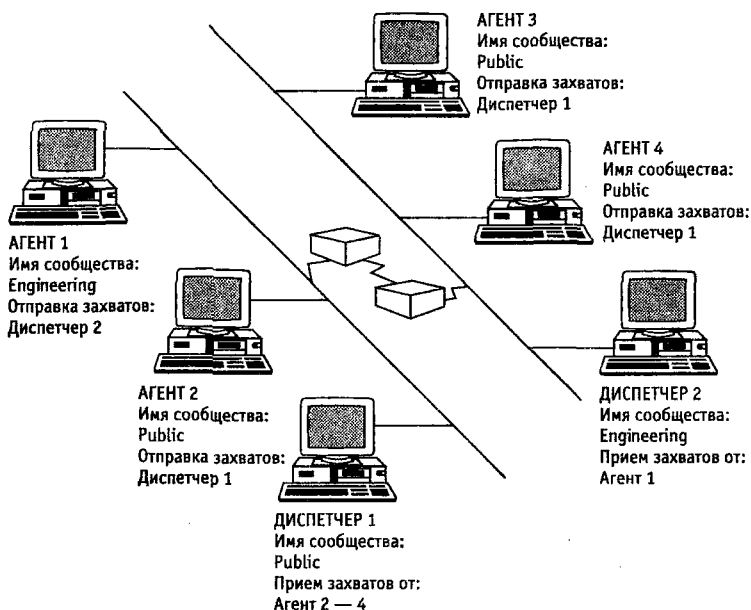 АГЕНТ 3
Имя сообщества:
Public
Отправка захватов:
Диспетчер 1
АГЕНТ 4
Имя сообщества:
Public
Отправка захватов:
Диспетчер 1
АГЕНТ 1
Имя сообщества:
Engineering
Отправка захватов:
Диспетчер 2
АГЕНТ 2
Имя сообщества:
Public
Отправка захватов:
Диспетчер 1
ДИСПЕТЧЕР 2
Имя сообщества:
Engineering
Прием захватов от:
Агент 1
ДИСПЕТЧЕР 1
Имя сообщества:
Public
Прием захватов от:
Агент 2 — 4